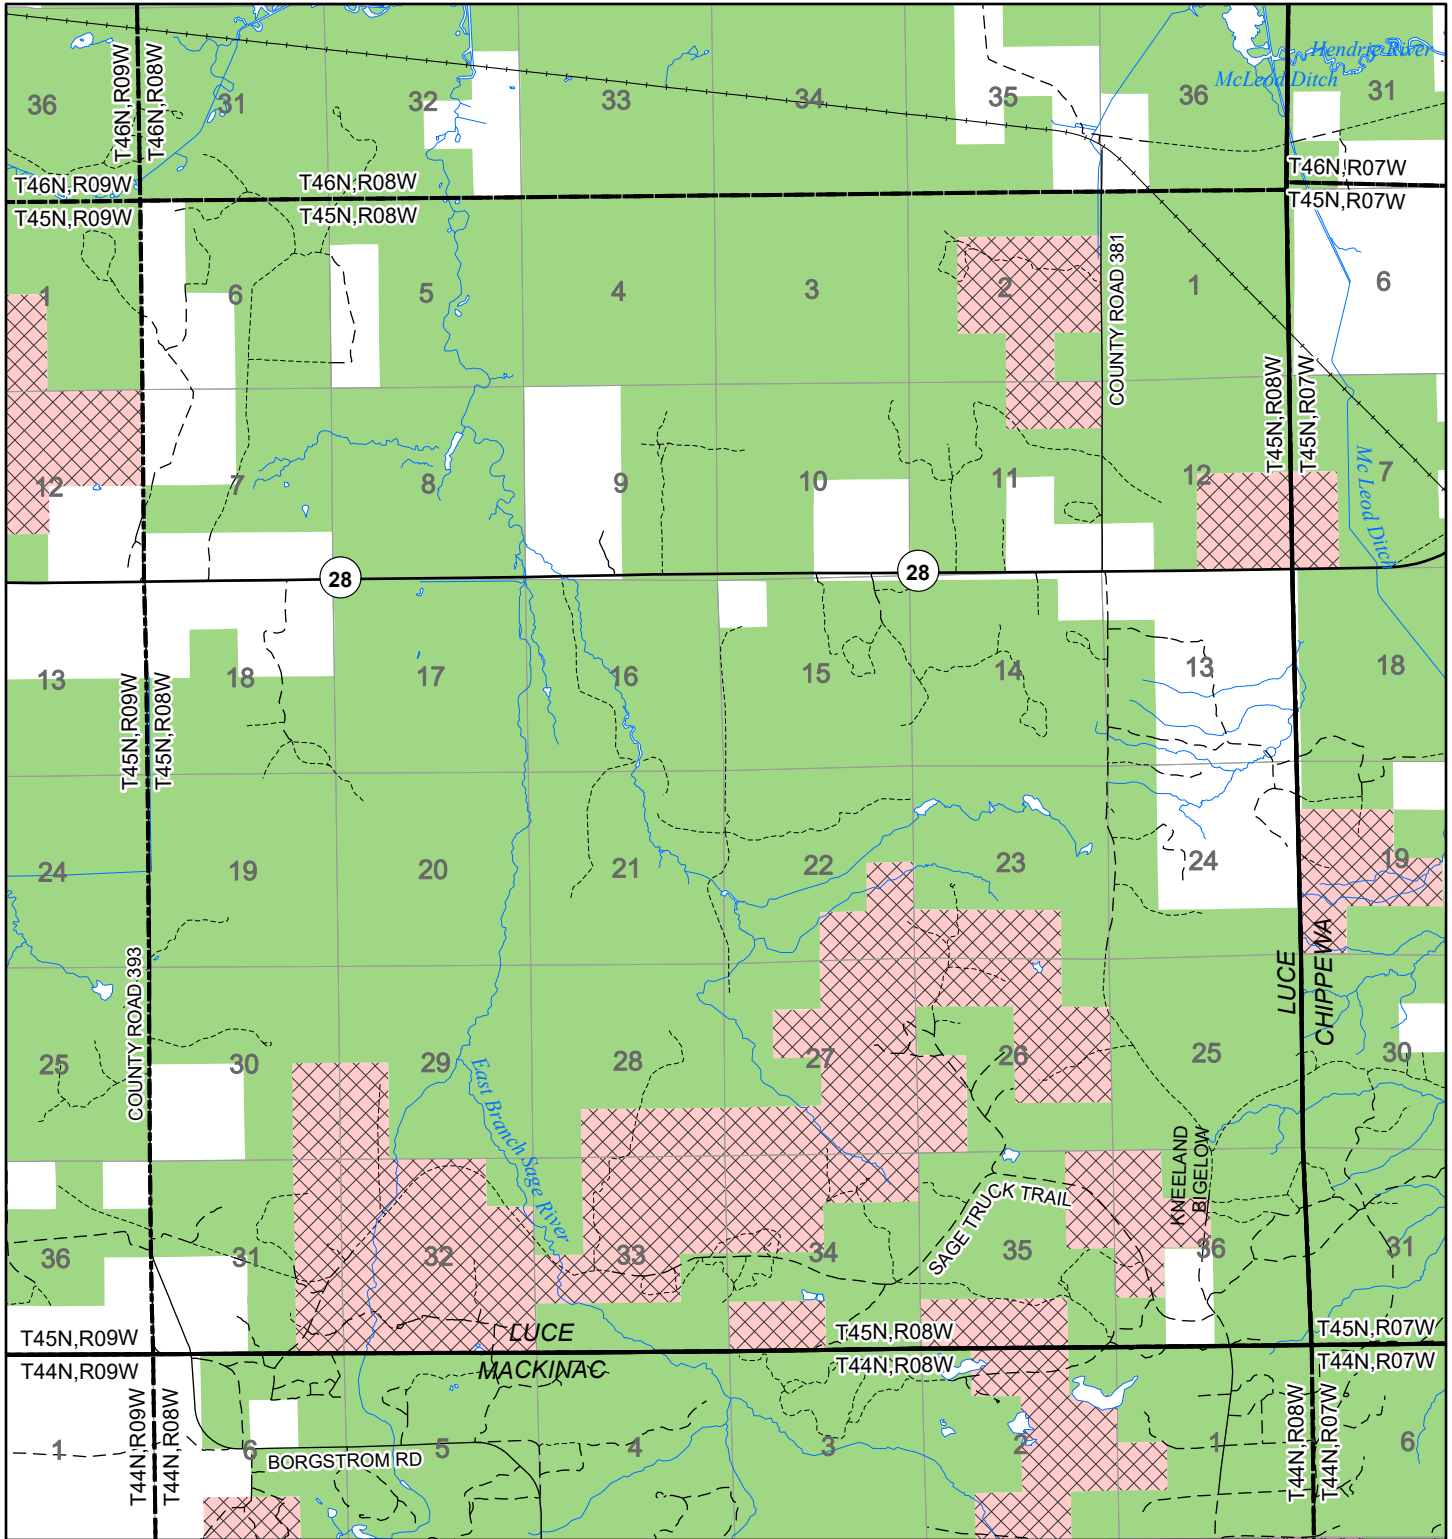 Hendrie River
McLeod Ditch
36
31
32
33
34
35
36
31
T46N,R09W
T46N,R08W
T46N,R09W
T45N,R09W
T46N,R08W
T45N,R08W
T46N,R07W
T45N,R07W
1
6
5
4
3
2
COUNTY ROAD 381
1
6
T45N,R08W
T45N,R07W
12
7
8
9
10
11
12
7
Mc Leod Ditch
28
28
13
18
17
16
15
14
13
18
T45N,R09W
T45N,R08W
24
19
20
21
22
23
24
19
LUCE
CHIPPEWA
COUNTY ROAD 393
25
30
29
28
27
26
25
30
East Branch Sage River
KNEELAND
BIGELOW
SAGE TRUCK TRAIL
36
31
32
33
34
35
36
31
T45N,R09W
T44N,R09W
LUCE
MACKINAC
T45N,R08W
T44N,R08W
T45N,R07W
T44N,R07W
T44N,R09W
T44N,R08W
1
6
5
4
3
2
1
6
BORGSTROM RD
T44N,R08W
T44N,R07W